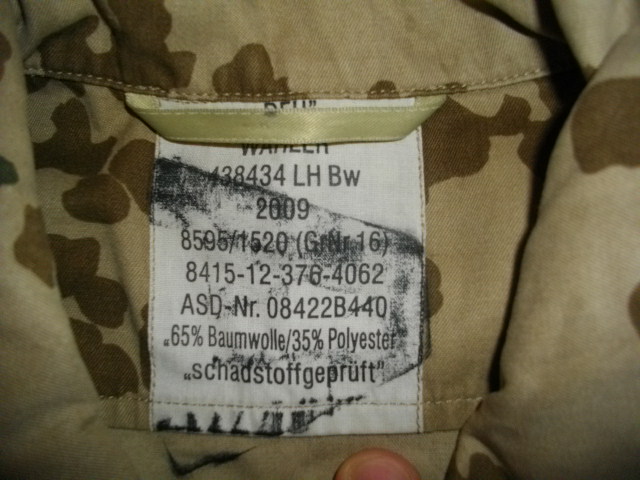 WAHLER
438434 LH Bw
2009
8595/1520 (GrNr.16)
8415-12-376-4062
ASD-Nr. 08422B440
„65% Baumwolle/35% Polyester
„schadstoffgeprüft"